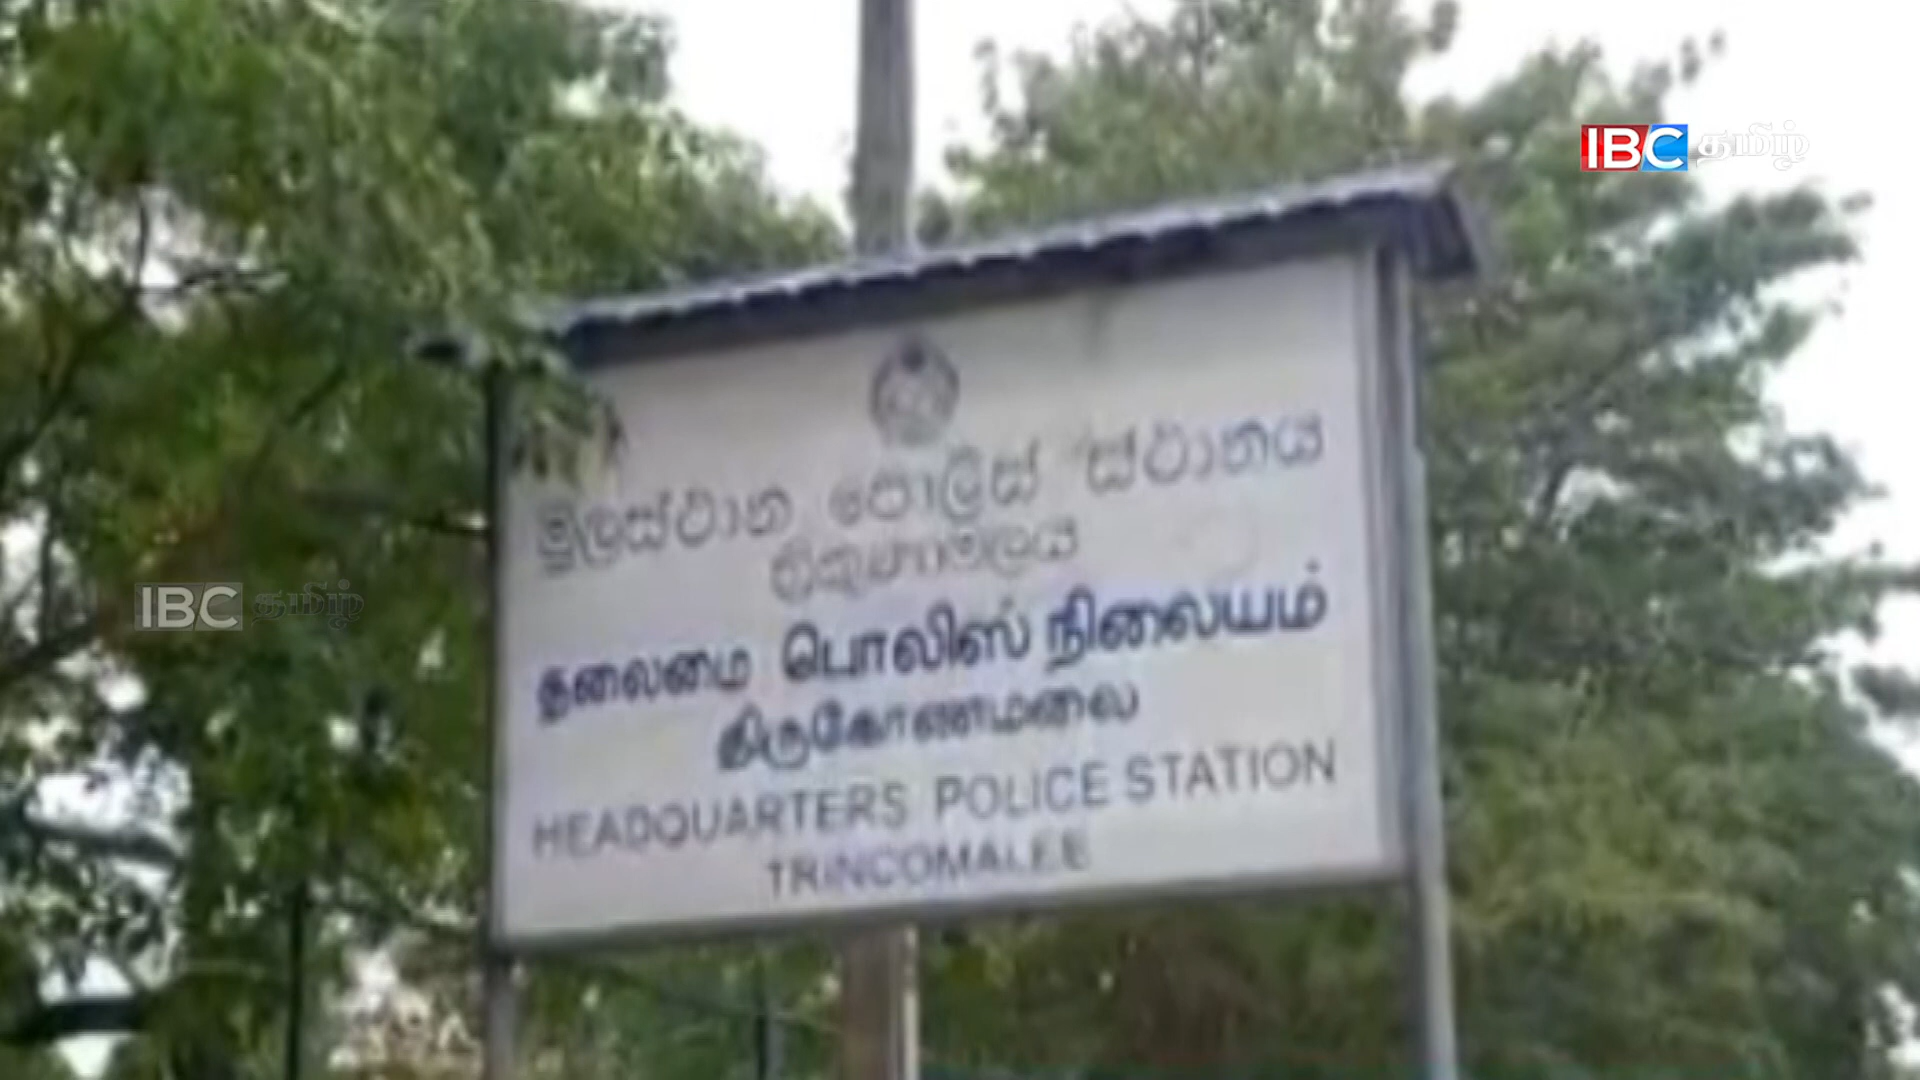 IBC தமிழ்
මූලස්ථාන පොලිස් ස්ථානය
ත්‍රිකුණාමලය
IBC தமிழ்
தலைமை பொலிஸ் நிலையம்
திருகோணமலை
HEADQUARTERS POLICE STATION
TRINCOMALEE